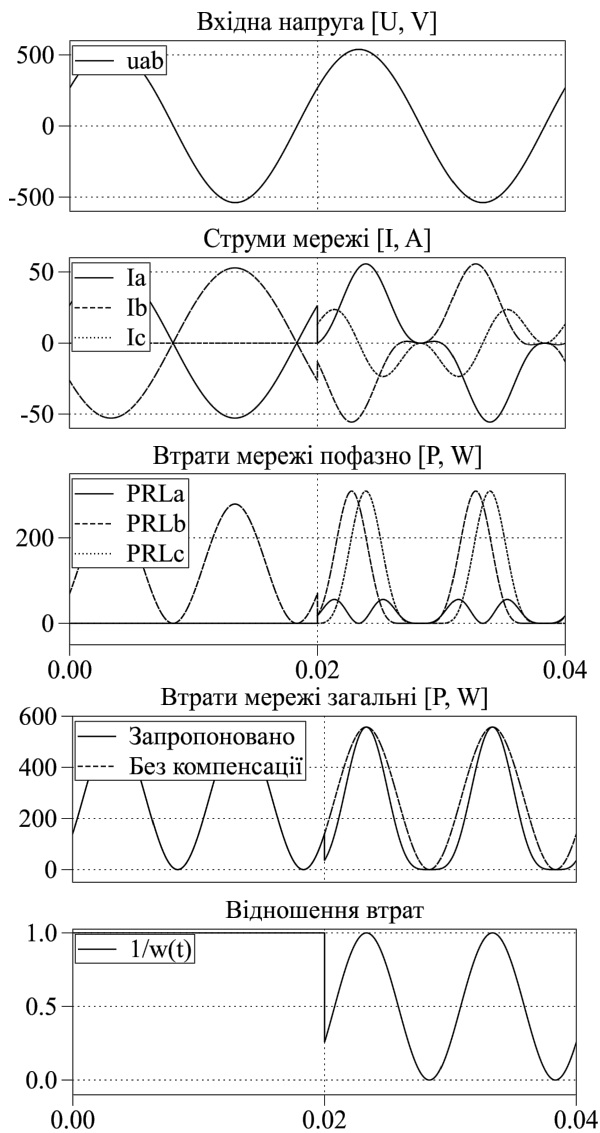 Вхідна напруга [U, V]
500
uab
0
-500
Струми мережі [I, A]
50
Ia
Ib
0
Ic
-50
Втрати мережі пофазно [P, W]
PRLa
200
PRLb
PRLc
0
0.00 0.02 0.04
Втрати мережі загальні [P, W]
600
Запропоновано
400
Без компенсації
200
0
Відношення втрат
1.0
1/w(t)
0.5
0.0
0.00 0.02 0.04